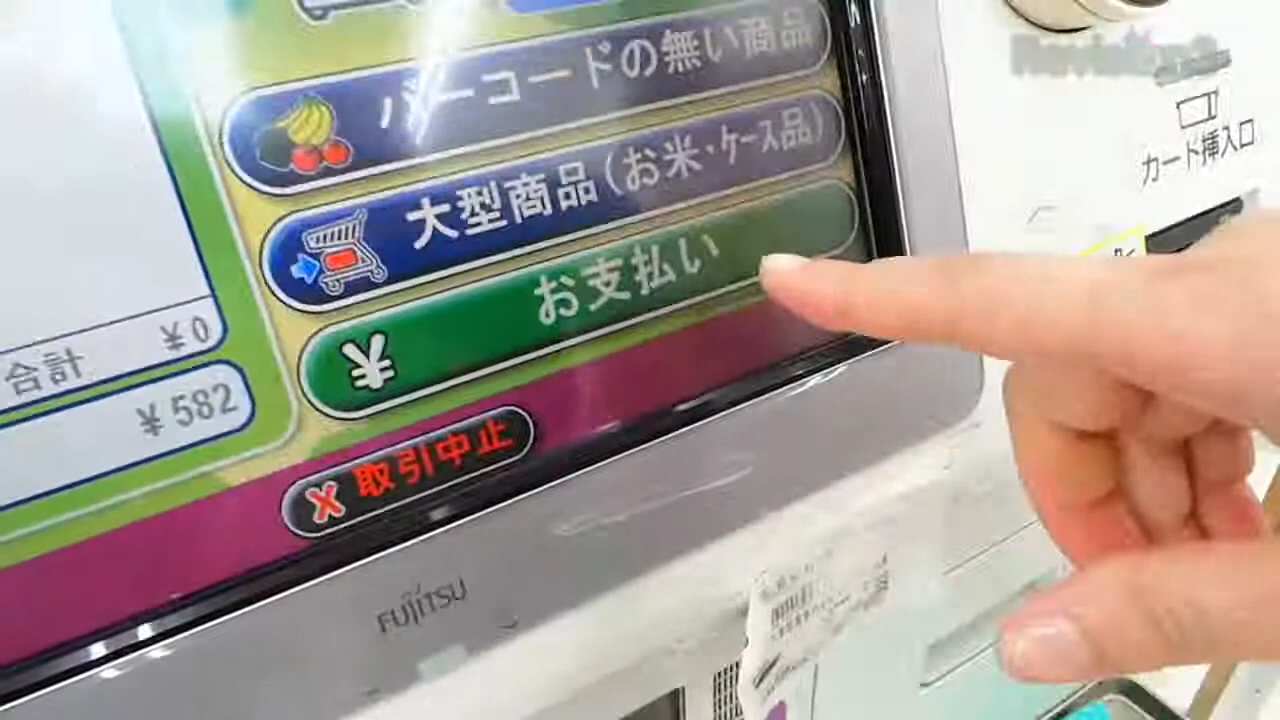 バーコードの無い商品
大型商品(お米・ケース品)
お支払い
¥
合計 ¥0
¥582
X 取引中止
FUJITSU
カード挿入口